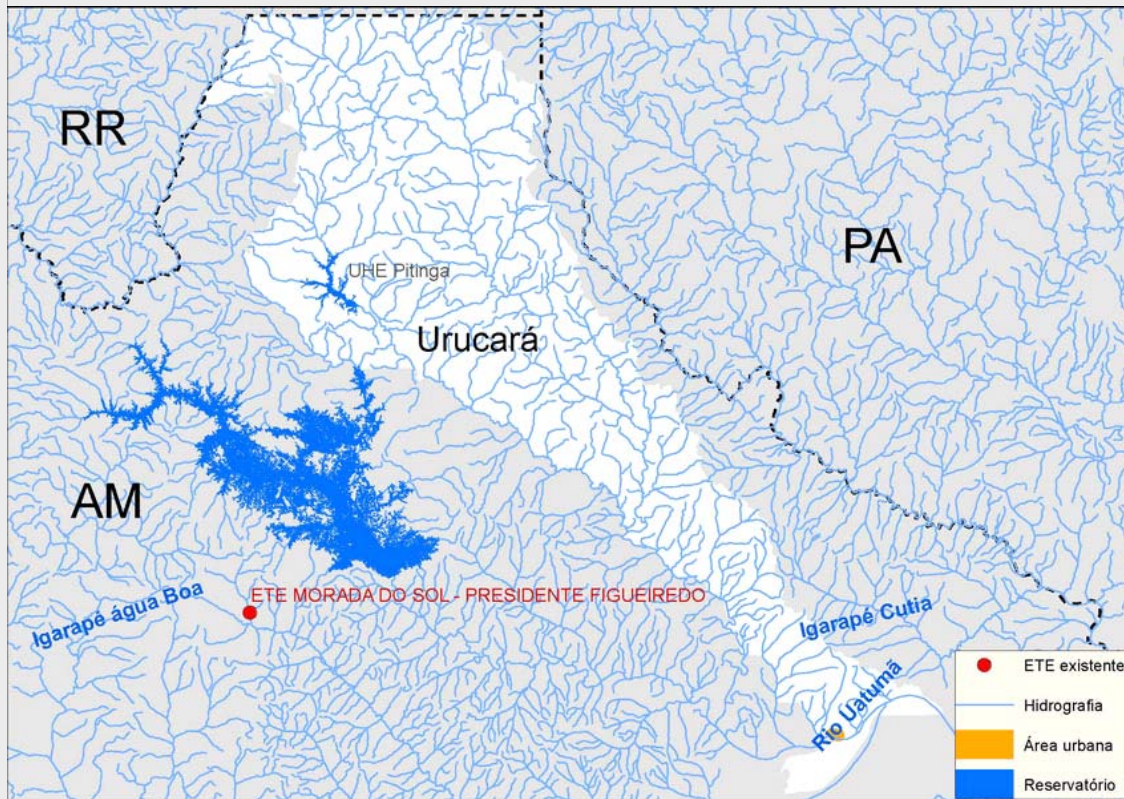 RR
PA
UHE Pitinga
Urucará
AM
ETE MORADA DO SOL - PRESIDENTE FIGUEIREDO
Igarapé água Boa
Igarapé Cutia
Rio Uatumã
ETE existente
Hidrografia
Área urbana
Reservatório